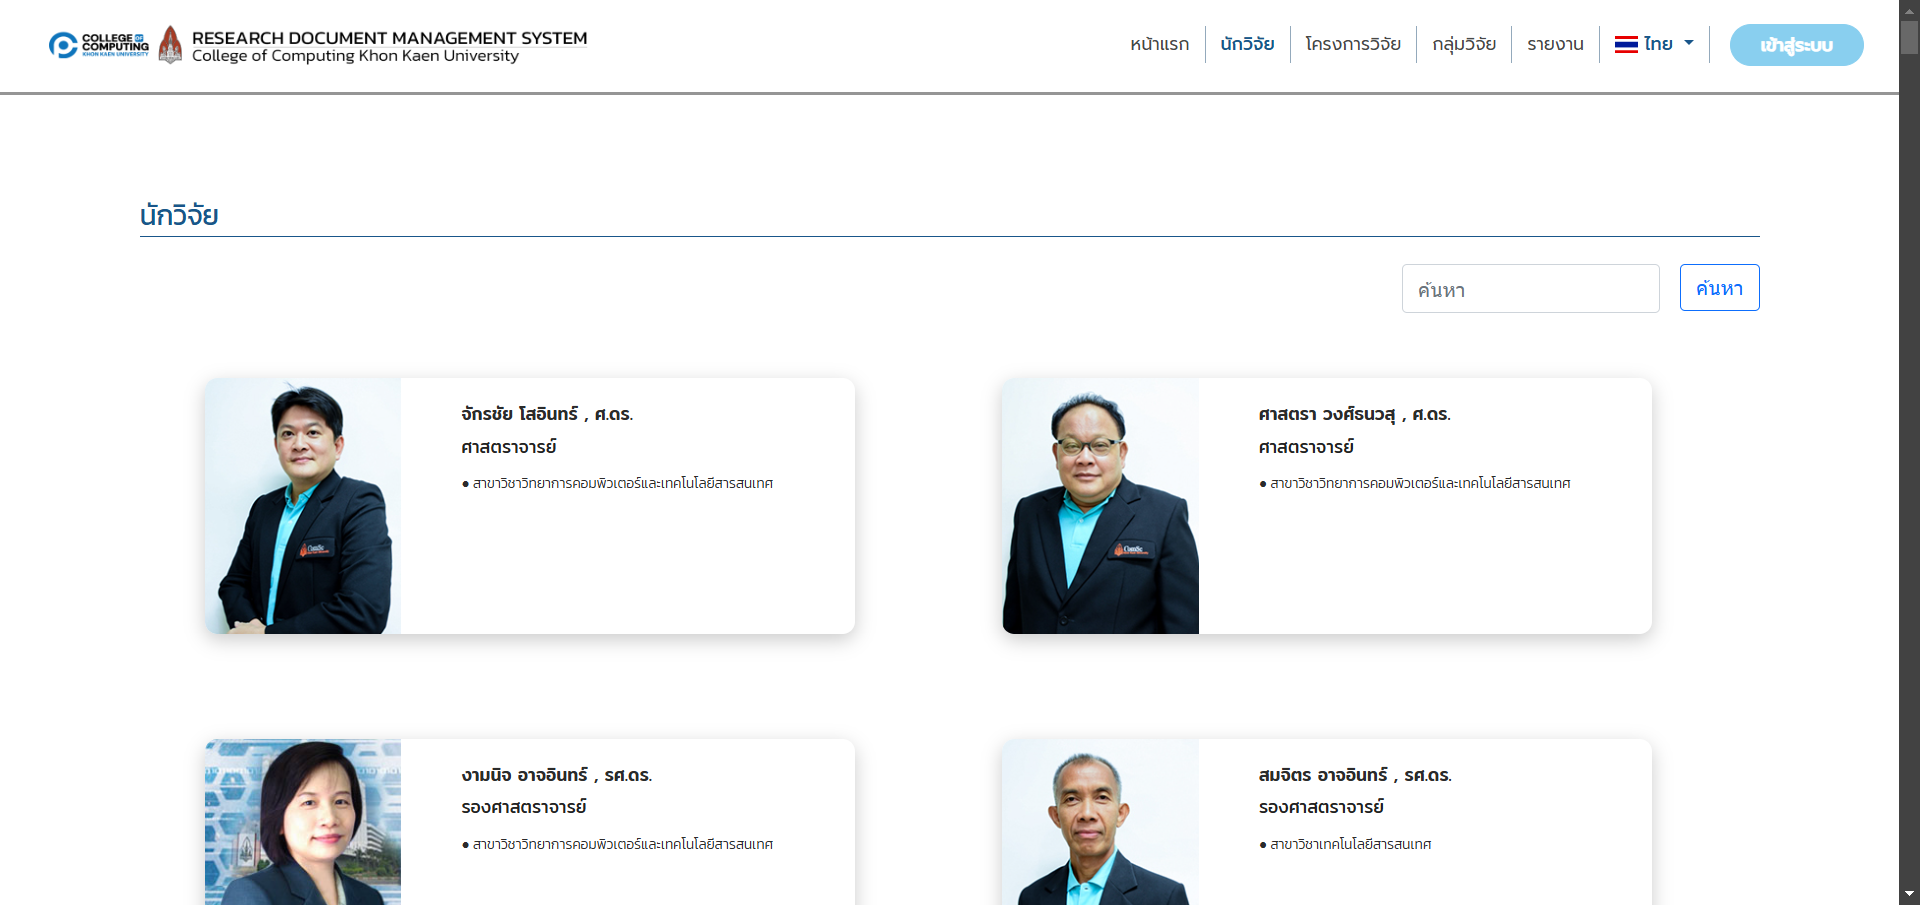 COLLEGE OF
COMPUTING
KHON KAEN UNIVERSITY
RESEARCH DOCUMENT MANAGEMENT SYSTEM
College of Computing Khon Kaen University
หน้าแรก
นักวิจัย
โครงการวิจัย
กลุ่มวิจัย
รายงาน
ไทย
เข้าสู่ระบบ
นักวิจัย
ค้นหา
ค้นหา
จักรชัย โสอินทร์ , ศ.ดร.
ศาสตราจารย์
● สาขาวิชาวิทยาการคอมพิวเตอร์และเทคโนโลยีสารสนเทศ
ศาสตรา วงศ์ธนวสุ , ศ.ดร.
ศาสตราจารย์
● สาขาวิชาวิทยาการคอมพิวเตอร์และเทคโนโลยีสารสนเทศ
งามนิจ อาจอินทร์ , รศ.ดร.
รองศาสตราจารย์
● สาขาวิชาวิทยาการคอมพิวเตอร์และเทคโนโลยีสารสนเทศ
สมจิตร อาจอินทร์ , รศ.ดร.
รองศาสตราจารย์
● สาขาวิชาเทคโนโลยีสารสนเทศ